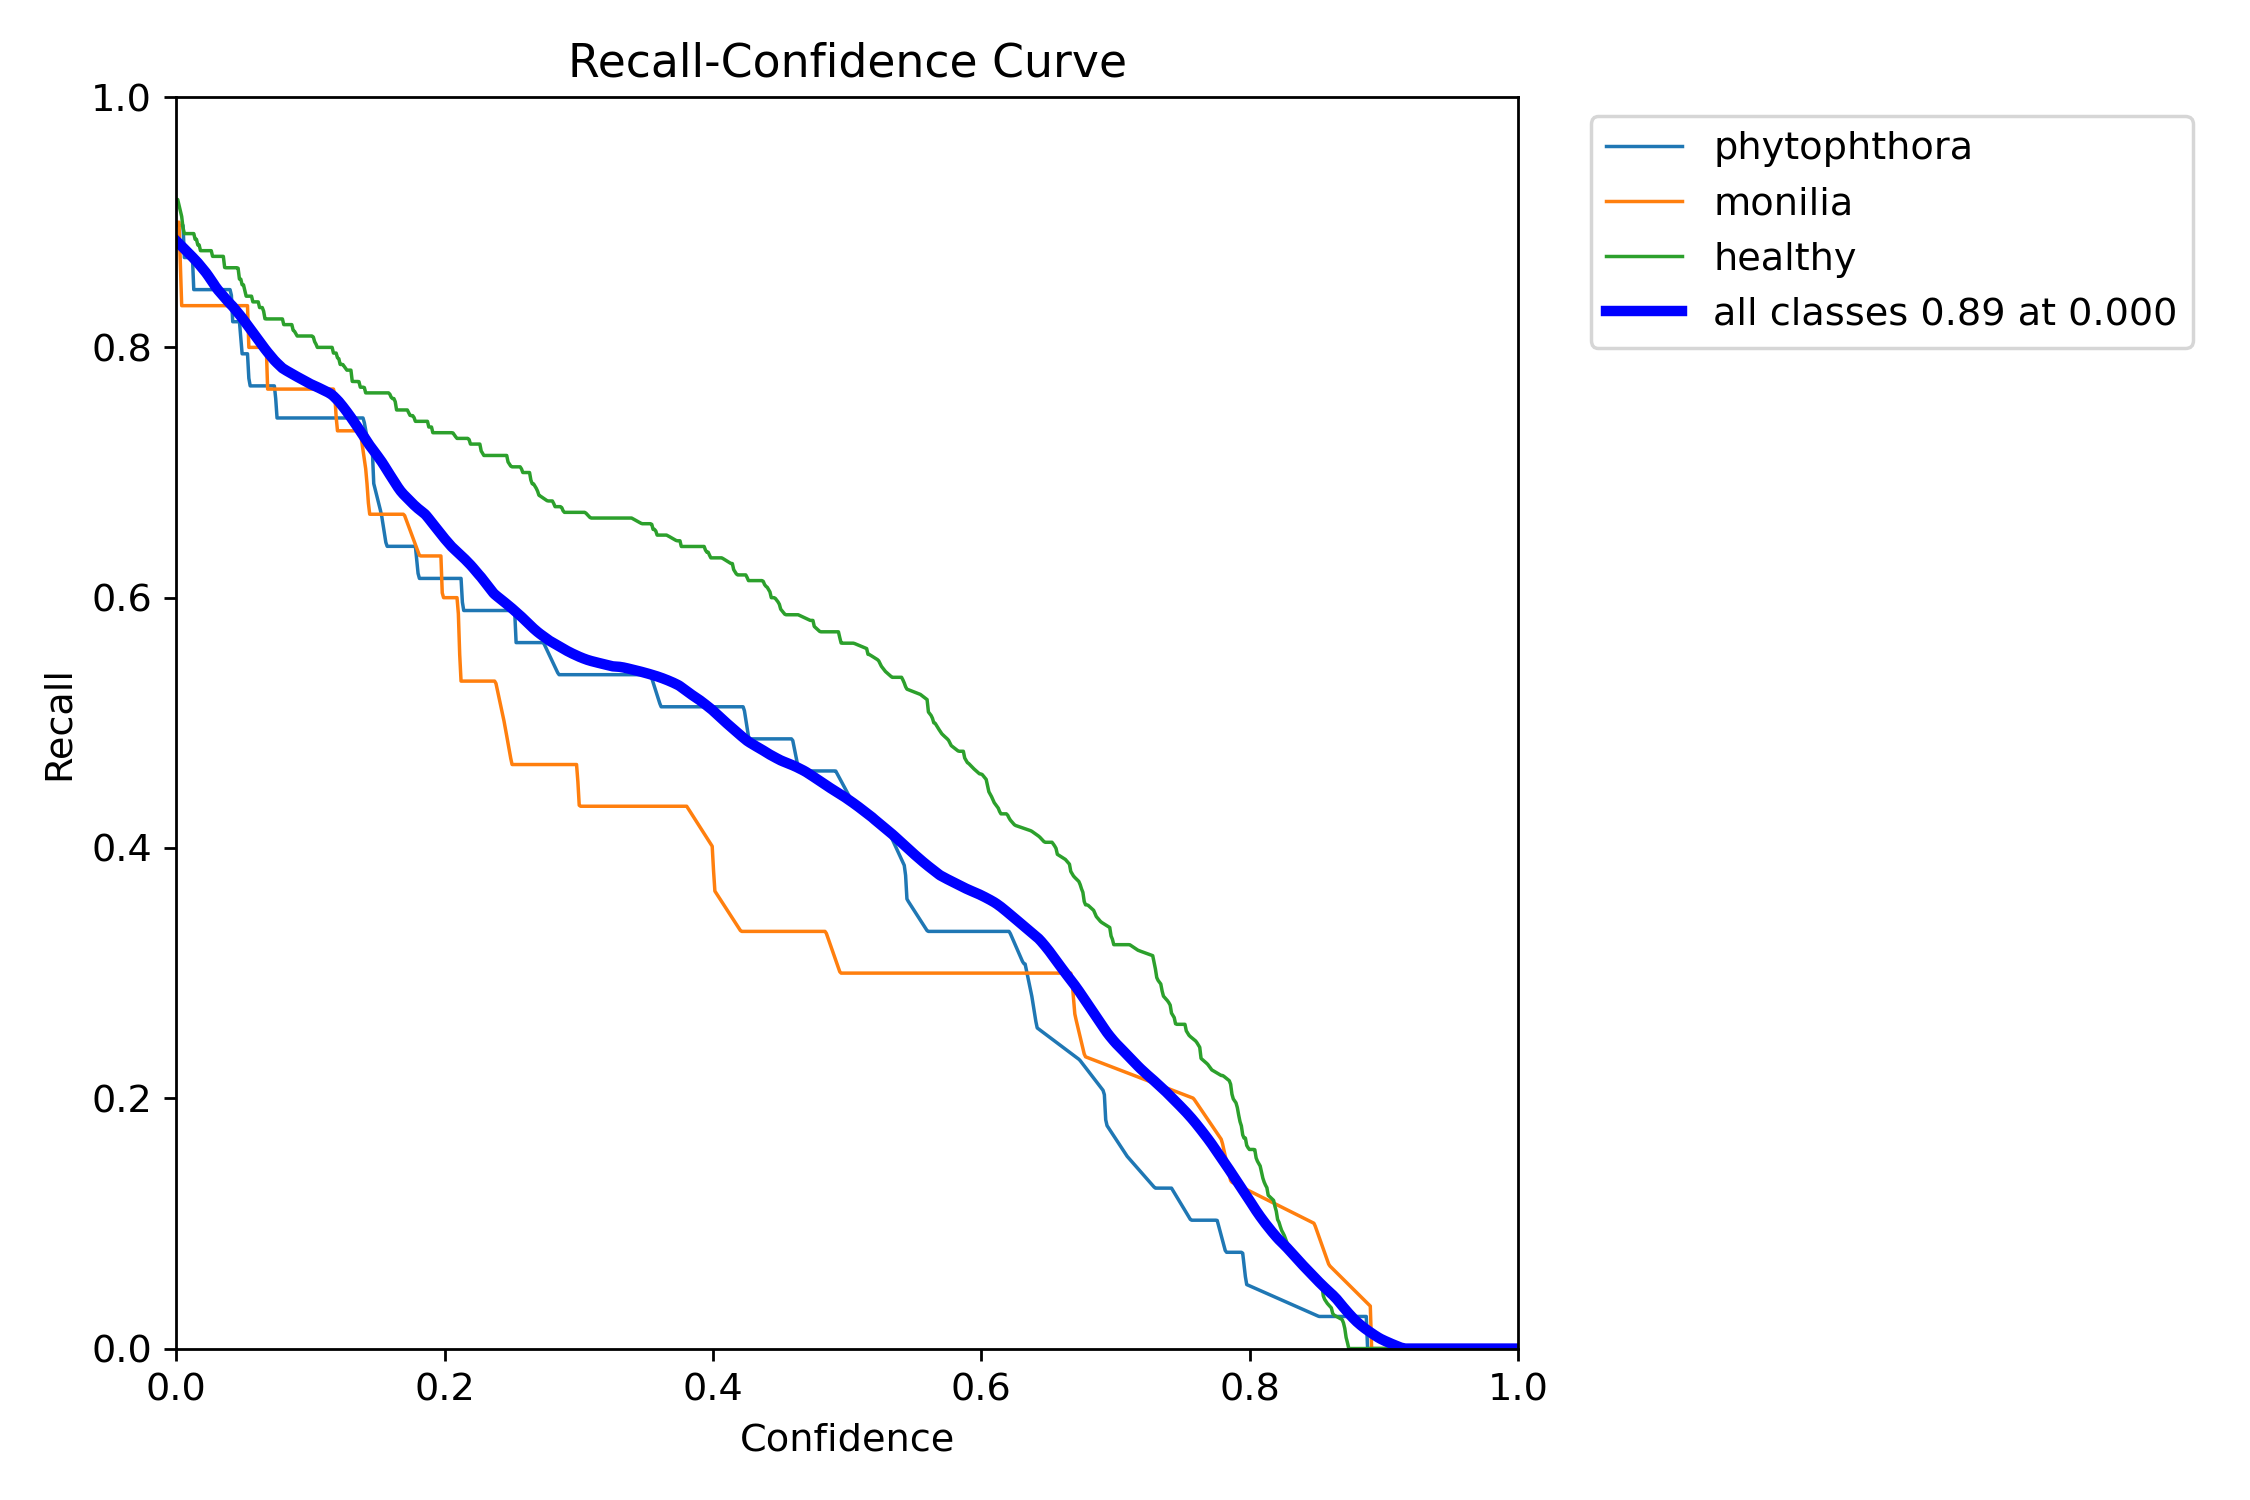 Recall-Confidence Curve
1.0
0.8
0.6
0.4
0.2
0.0
Recall
0.0 0.2 0.4 0.6 0.8 1.0
Confidence
phytophthora
monilia
healthy
all classes 0.89 at 0.000